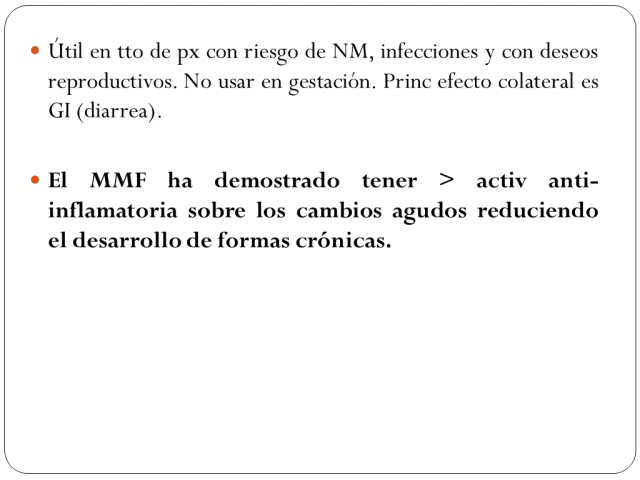 Útil en tto de px con riesgo de NM, infecciones y con deseos
reproductivos. No usar en gestación. Princ efecto colateral es
GI (diarrea).
El MMF ha demostrado tener > activ anti-
inflamatoria sobre los cambios agudos reduciendo
el desarrollo de formas crónicas.